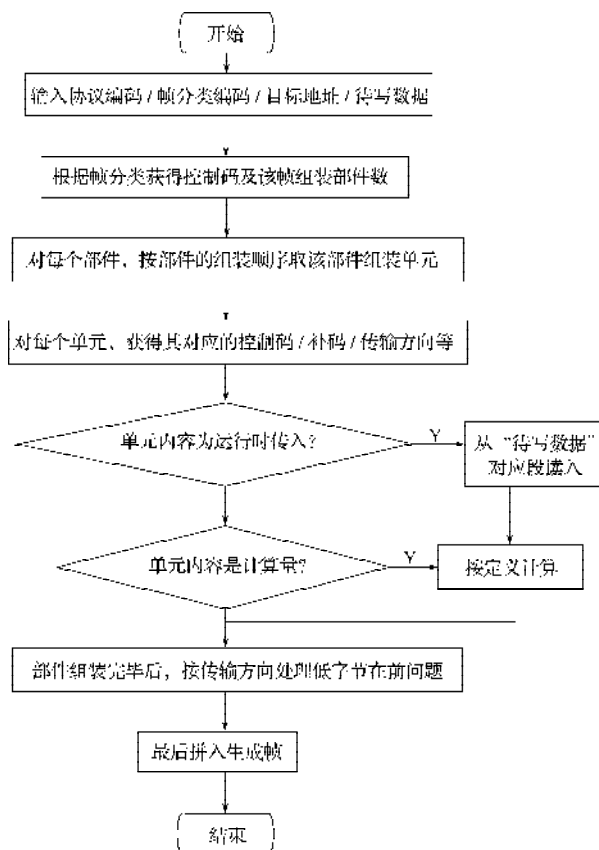 开始
输入协议编码 / 帧分类编码 / 目标地址 / 待写数据
根据帧分类获得控制码及该帧组装部件数
对每个部件、按部件的组装顺序取该部件组装单元
对每个单元、获得其对应的控制码 / 补码 / 传输方向等
单元内容为运行时传入?
Y
从“待写数据”
对应段读入
单元内容是计算量?
Y
按定义计算
部件组装完毕后，按传输方向处理低字节在前问题
最后拼入生成帧
结束